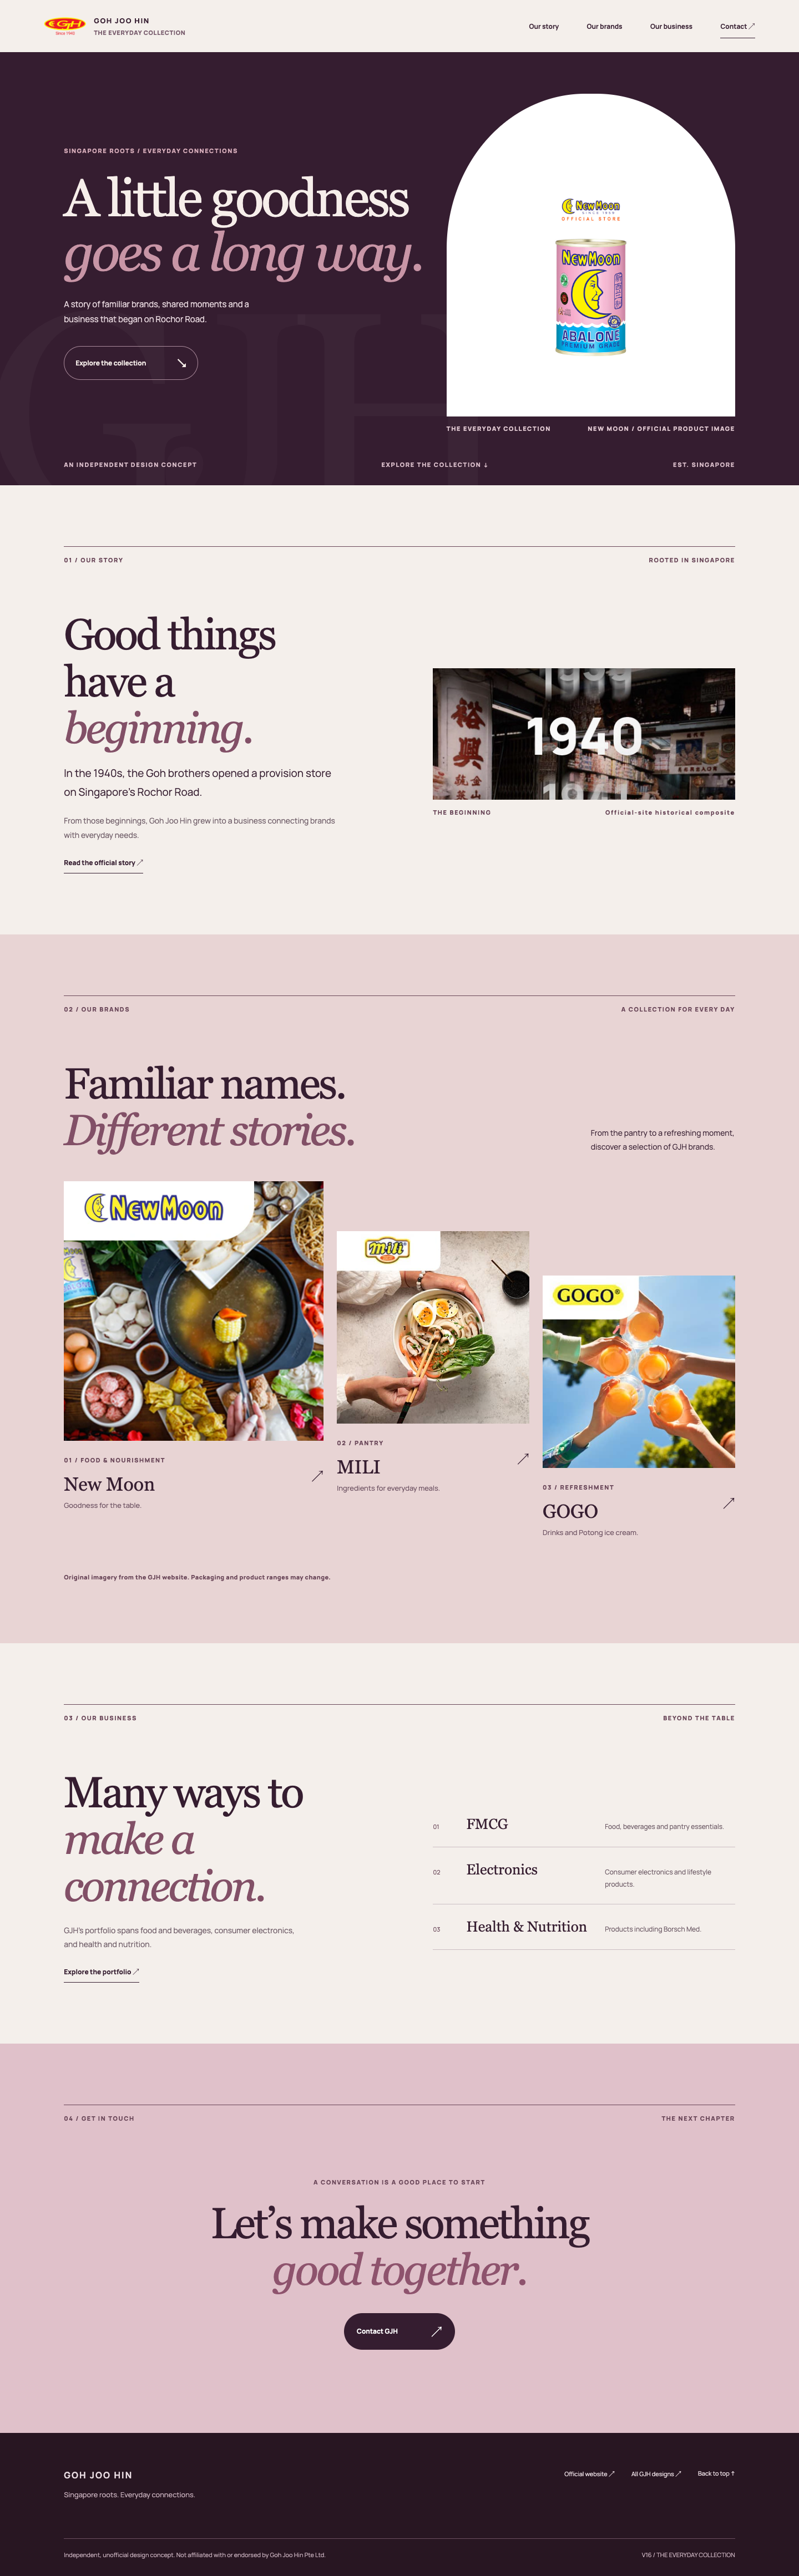 GJH
Since 1940
GOH JOO HIN
THE EVERYDAY COLLECTION
Our story
Our brands
Our business
Contact ↗
SINGAPORE ROOTS / EVERYDAY CONNECTIONS
A little goodness
goes a long way.
A story of familiar brands, shared moments and a
business that began on Rochor Road.
Explore the collection ↘
GJH
New Moon
SINCE 1954
OFFICIAL STORE
New Moon
ABALONE
PREMIUM GRADE
THE EVERYDAY COLLECTION
NEW MOON / OFFICIAL PRODUCT IMAGE
AN INDEPENDENT DESIGN CONCEPT
EXPLORE THE COLLECTION ↓
EST. SINGAPORE
01 / OUR STORY
ROOTED IN SINGAPORE
Good things
have a
beginning.
In the 1940s, the Goh brothers opened a provision store
on Singapore's Rochor Road.
From those beginnings, Goh Joo Hin grew into a business connecting brands
with everyday needs.
Read the official story ↗
裕興
1940
THE BEGINNING
Official-site historical composite
02 / OUR BRANDS
A COLLECTION FOR EVERY DAY
Familiar names.
Different stories.
From the pantry to a refreshing moment,
discover a selection of GJH brands.
New Moon
mili
GOGO®
01 / FOOD & NOURISHMENT
New Moon ↗
Goodness for the table.
02 / PANTRY
MILI ↗
Ingredients for everyday meals.
03 / REFRESHMENT
GOGO ↗
Drinks and Potong ice cream.
Original imagery from the GJH website. Packaging and product ranges may change.
03 / OUR BUSINESS
BEYOND THE TABLE
Many ways to
make a
connection.
GJH's portfolio spans food and beverages, consumer electronics,
and health and nutrition.
Explore the portfolio ↗
01 FMCG Food, beverages and pantry essentials.
02 Electronics Consumer electronics and lifestyle
products.
03 Health & Nutrition Products including Borsch Med.
04 / GET IN TOUCH
THE NEXT CHAPTER
A CONVERSATION IS A GOOD PLACE TO START
Let’s make something
good together.
Contact GJH ↗
GOH JOO HIN
Singapore roots. Everyday connections.
Official website ↗
All GJH designs ↗
Back to top ↑
Independent, unofficial design concept. Not affiliated with or endorsed by Goh Joo Hin Pte Ltd.
V16 / THE EVERYDAY COLLECTION